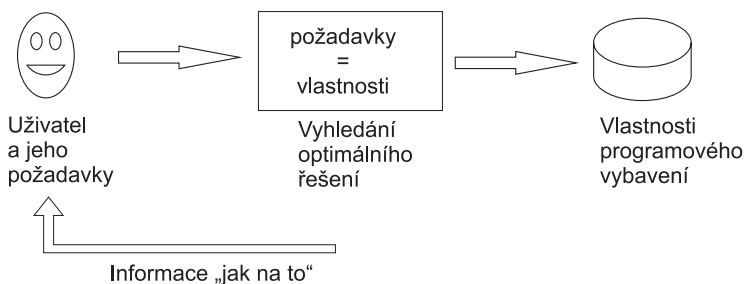 požadavky
=
vlastnosti
Uživatel
a jeho
požadavky
Vyhledání
optimálního
řešení
Vlastnosti
programového
vybavení
Informace „jak na to“